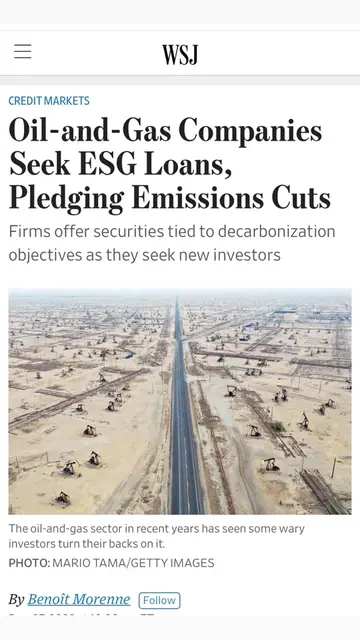 WSJ
CREDIT MARKETS
Oil-and-Gas Companies
Seek ESG Loans,
Pledging Emissions Cuts
Firms offer securities tied to decarbonization
objectives as they seek new investors
The oil-and-gas sector in recent years has seen some wary
investors turn their backs on it.
PHOTO: MARIO TAMA/GETTY IMAGES
By Benoît Morenne Follow